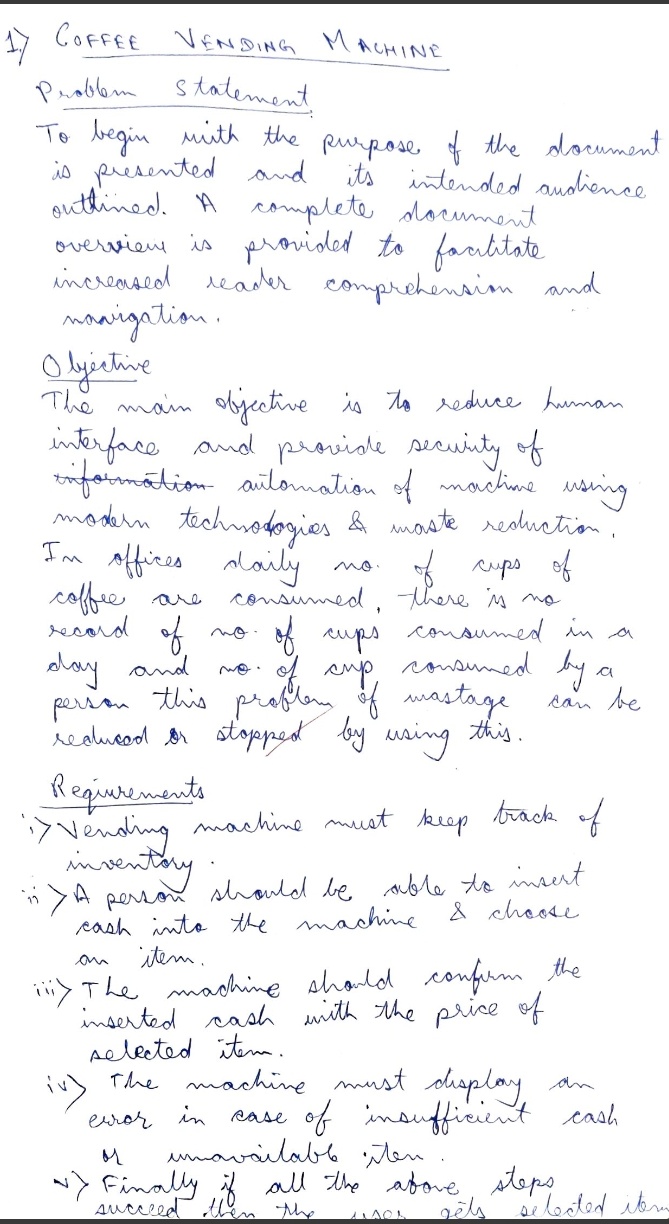 1) COFFEE VENDING MACHINE
Problem Statement
To begin with the purpose of the document
is presented and its intended audience
outlined. A complete document
overview is provided to facilitate
increased reader comprehension and
navigation.
Objective
The main objective is to reduce human
interface and provide security of
information automation of machine using
modern technologies & waste reduction.
In offices daily no. of cups of
coffee are consumed, there is no
record of no. of cups consumed in a
day and no. of cup consumed by a
person this problem of wastage can be
reduced or stopped by using this.
Requirements
i) Vending machine must keep track of
inventory.
ii) A person should be able to insert
cash into the machine & choose
an item.
iii) The machine should confirm the
inserted cash with the price of
selected item.
iv) The machine must display an
error in case of insufficient cash
or unavailable item.
v) Finally if all the above steps
succeed then the user gets selected item